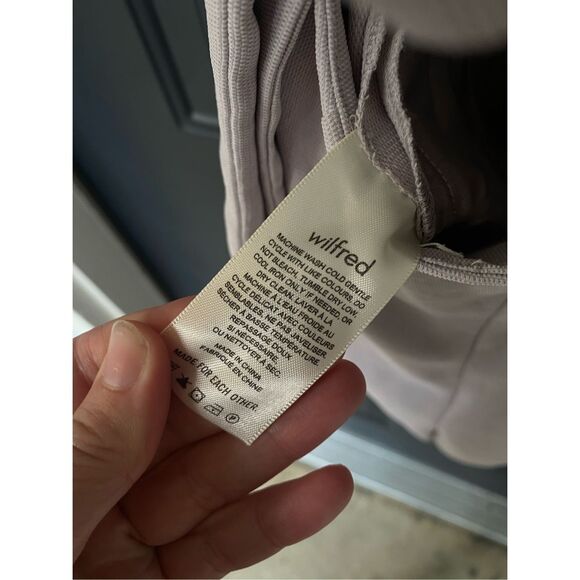 wilfred
MACHINE WASH COLD GENTLE
CYCLE WITH LIKE COLOURS. DO
NOT BLEACH. TUMBLE DRY LOW.
COOL IRON ONLY IF NEEDED, OR
DRY CLEAN. LAVER À LA
MACHINE À L'EAU FROIDE AU
CYCLE DÉLICAT AVEC COULEURS
SEMBLABLES. NE PAS JAVELISER.
SÉCHER À BASSE TEMPÉRATURE.
REPASSAGE DOUX
SI NÉCESSAIRE,
OU NETTOYER À SEC.
MADE IN CHINA
FABRIQUÉ EN CHINE
MADE FOR EACH OTHER.
P